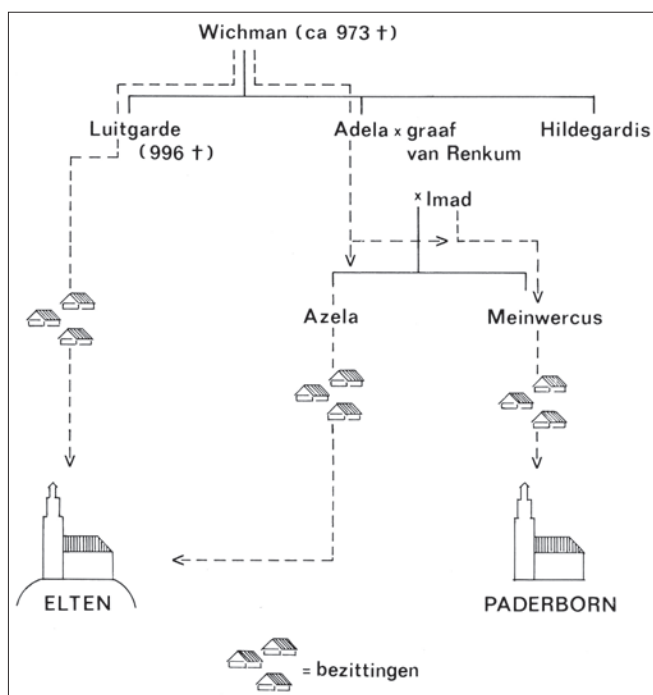 Wichman (ca 973 †)
Luitgarde
(996 †)
Adela x graaf
van Renkum
Hildegardis
x Imad
Azela
Meinwercus
ELTEN
PADERBORN
= bezittingen